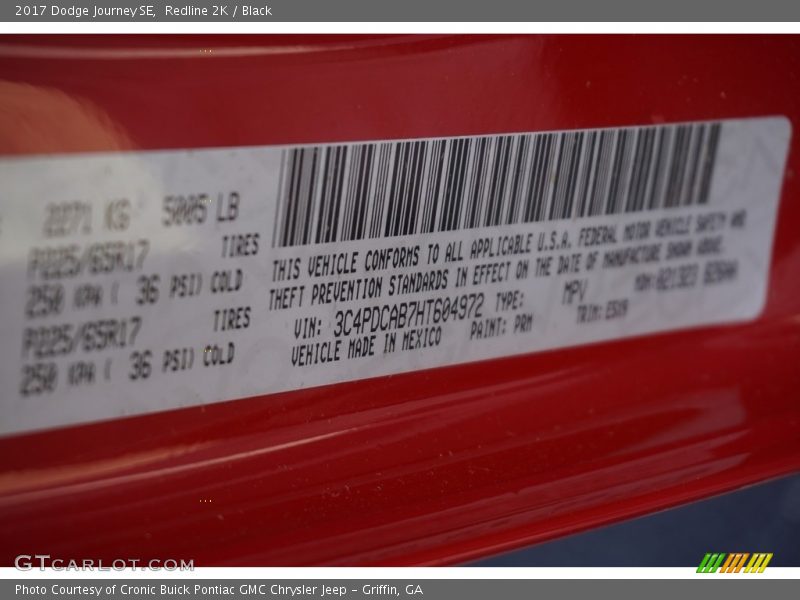 2017 Dodge Journey SE,  Redline 2K / Black
2271 KG 5005 LB
P225/65R17 TIRES
250 KPA ( 36 PSI) COLD
P225/65R17 TIRES
250 KPA ( 36 PSI) COLD
THIS VEHICLE CONFORMS TO ALL APPLICABLE U.S.A. FEDERAL MOTOR VEHICLE SAFETY AND
THEFT PREVENTION STANDARDS IN EFFECT ON THE DATE OF MANUFACTURE SHOWN ABOVE.
VIN: 3C4PDCAB7HT604972 TYPE: MPV MDH:
VEHICLE MADE IN MEXICO PAINT: PRM TRIM:
GTCARLOT.COM
Photo Courtesy of Cronic Buick Pontiac GMC Chrysler Jeep - Griffin, GA